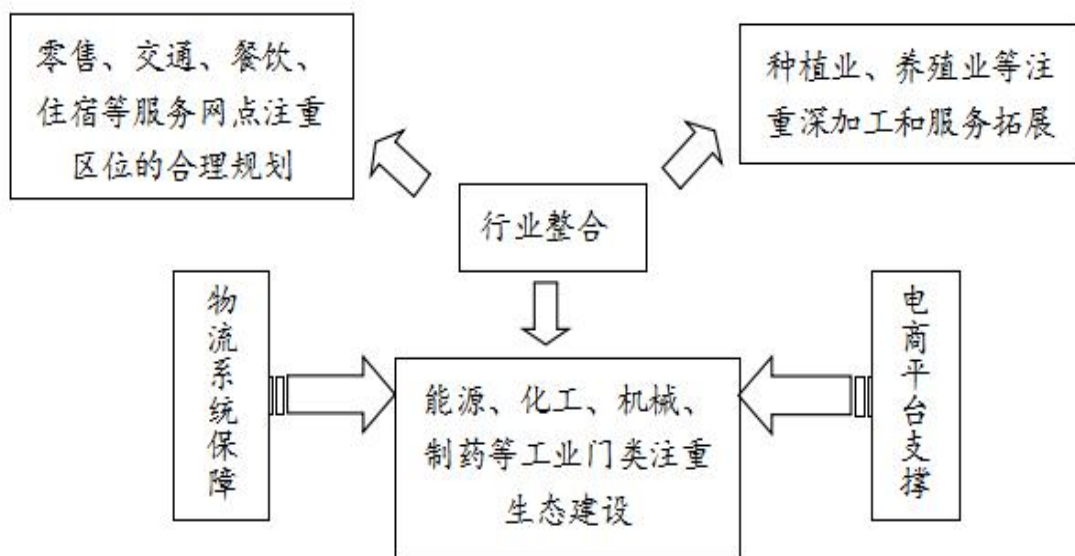 零售、交通、餐饮、
住宿等服务网点注重
区位的合理规划
种植业、养殖业等注
重深加工和服务拓展
行业整合
物流系统保障
电商平台支撑
能源、化工、机械、
制药等工业门类注重
生态建设